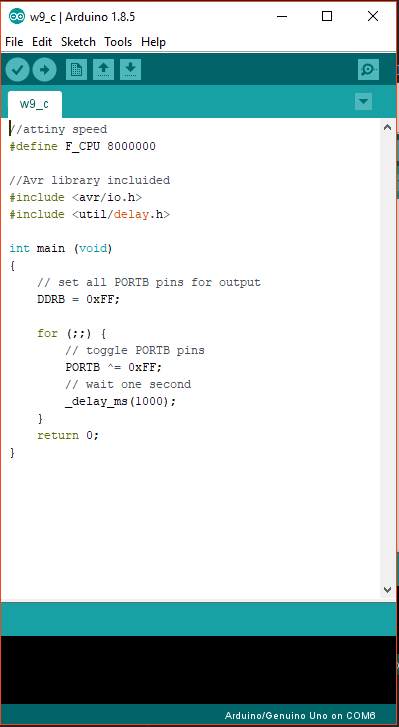 w9_c | Arduino 1.8.5
File Edit Sketch Tools Help
w9_c
//attiny speed
#define F_CPU 8000000

//Avr library incluided
#include <avr/io.h>
#include <util/delay.h>

int main (void)
{
    // set all PORTB pins for output
    DDRB = 0xFF;

    for (;;) {
        // toggle PORTB pins
        PORTB ^= 0xFF;
        // wait one second
        _delay_ms(1000);
    }
    return 0;
}
Arduino/Genuino Uno on COM6